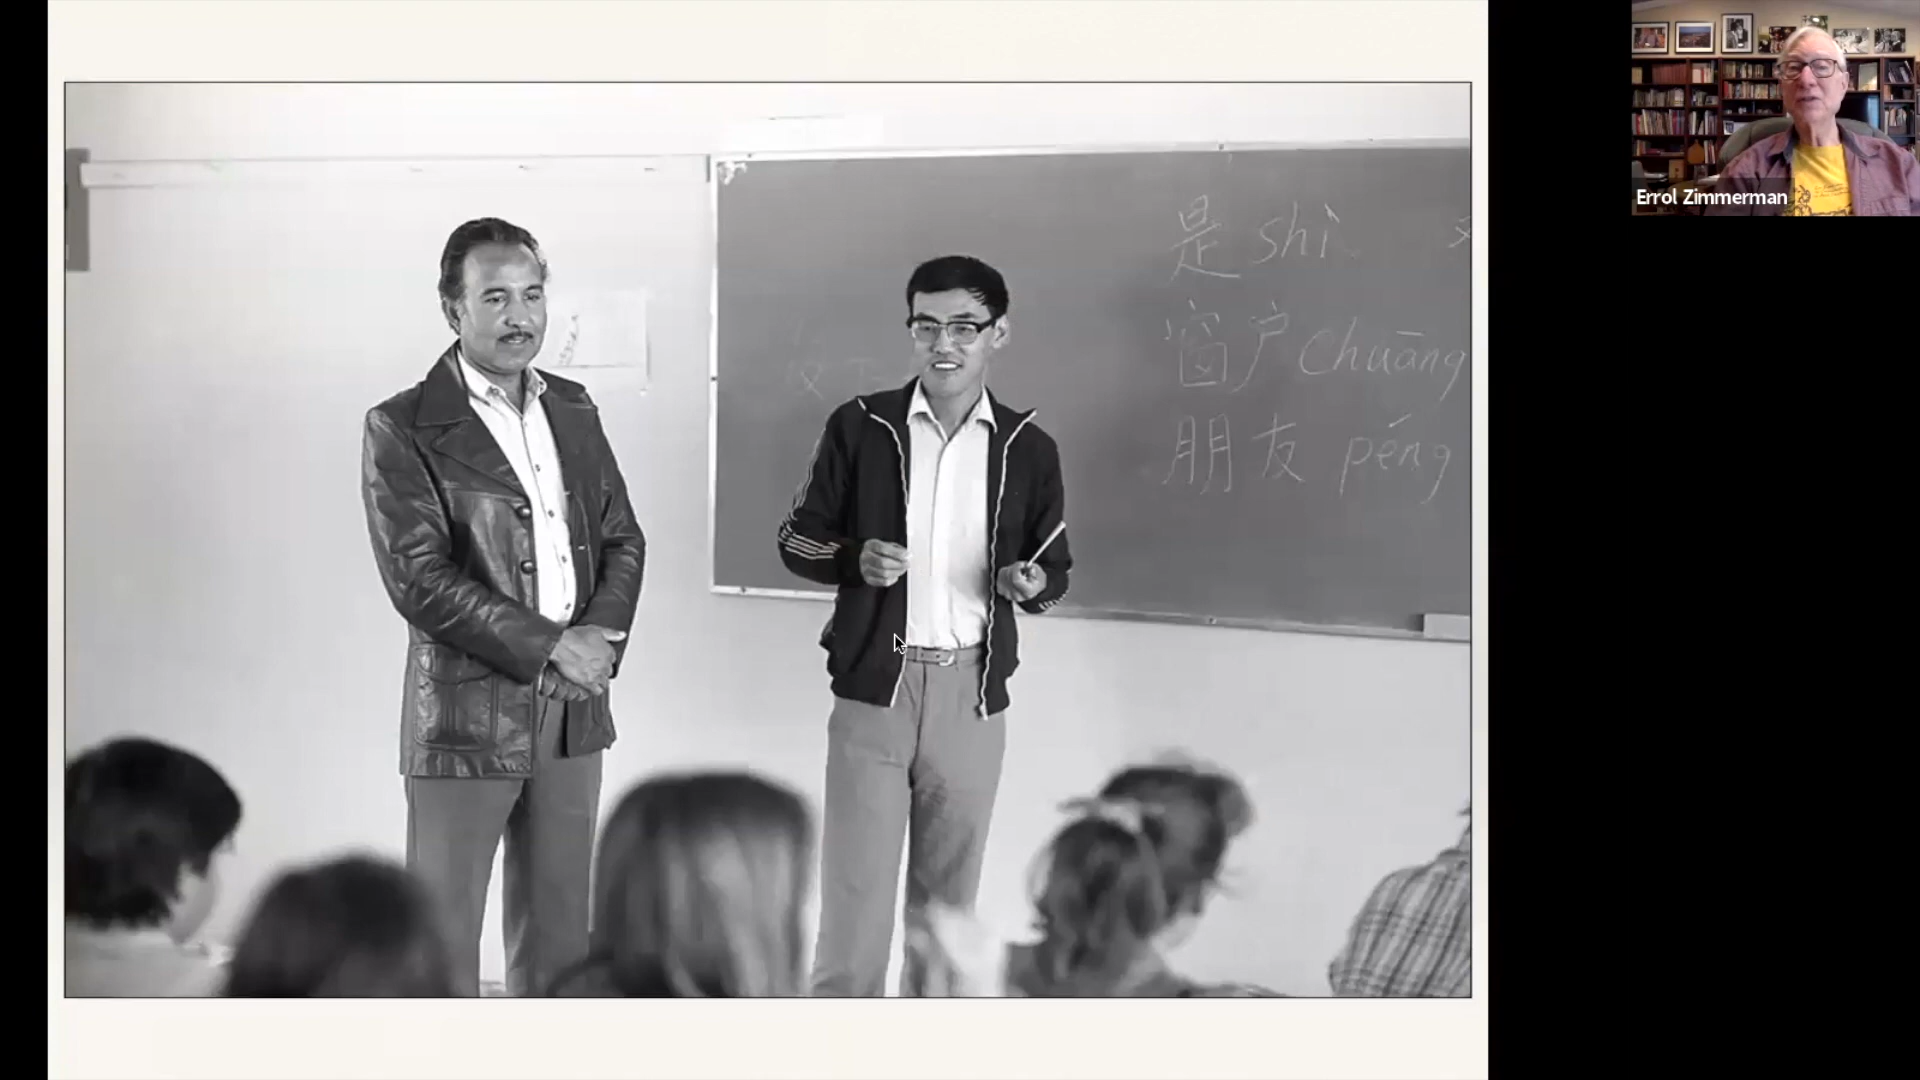 是 shì
窗户 Chuāng
朋友 péng
Errol Zimmerman